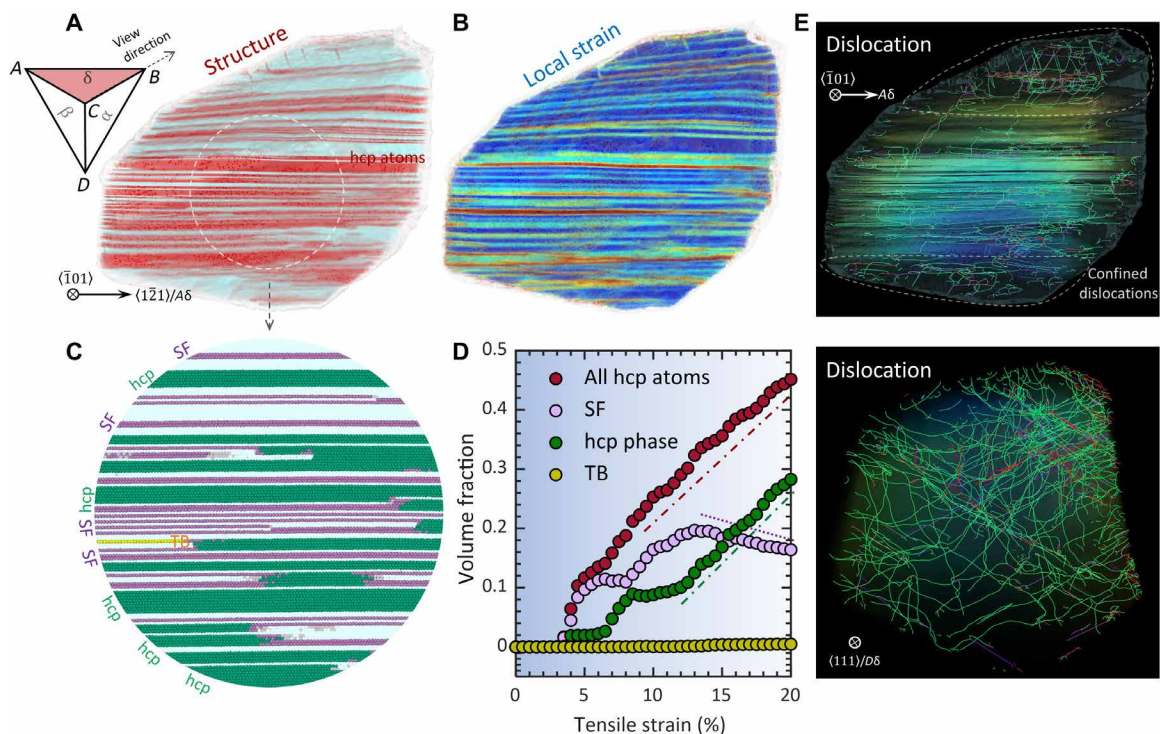 A
View
direction
A
B
δ
C
β
α
D
Structure
hcp atoms
⟨1̄01⟩
⟨12̄1⟩/Aδ
B
Local strain
E
Dislocation
⟨1̄01⟩
Aδ
Confined
dislocations
C
SF
hcp
SF
hcp
SF
TB
SF
hcp
hcp
hcp
D
0.5
0.4
0.3
0.2
0.1
0
Volume fraction
All hcp atoms
SF
hcp phase
TB
0 5 10 15 20
Tensile strain (%)
Dislocation
⟨111⟩/Dδ